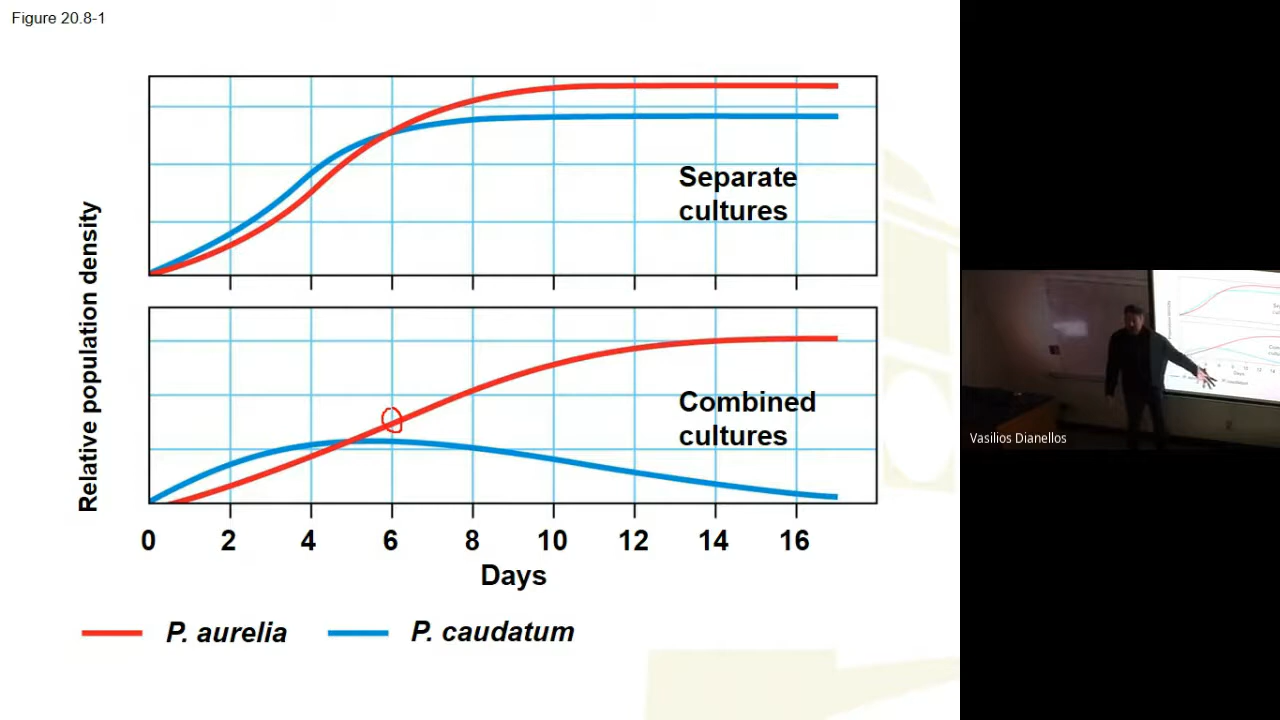 Figure 20.8-1
Relative population density
Separate
cultures
Combined
cultures
0 2 4 6 8 10 12 14 16
Days
P. aurelia P. caudatum
Vasilios Dianellos